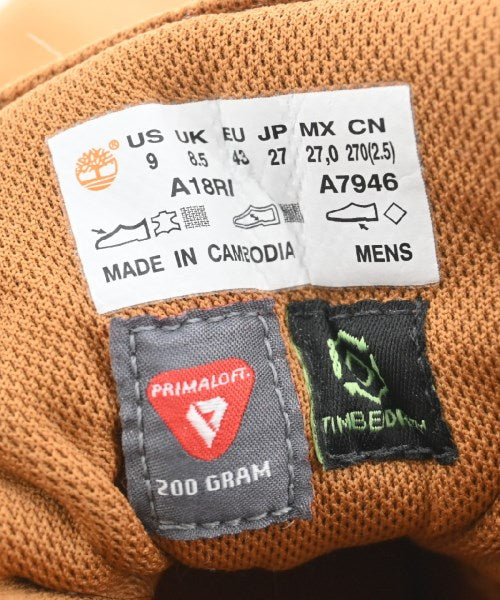 US UK EU JP MX CN
9 8.5 43 27 27,0 270(2.5)
A18RI A7946
MADE IN CAMBODIA MENS
PRIMALOFT.
200 GRAM